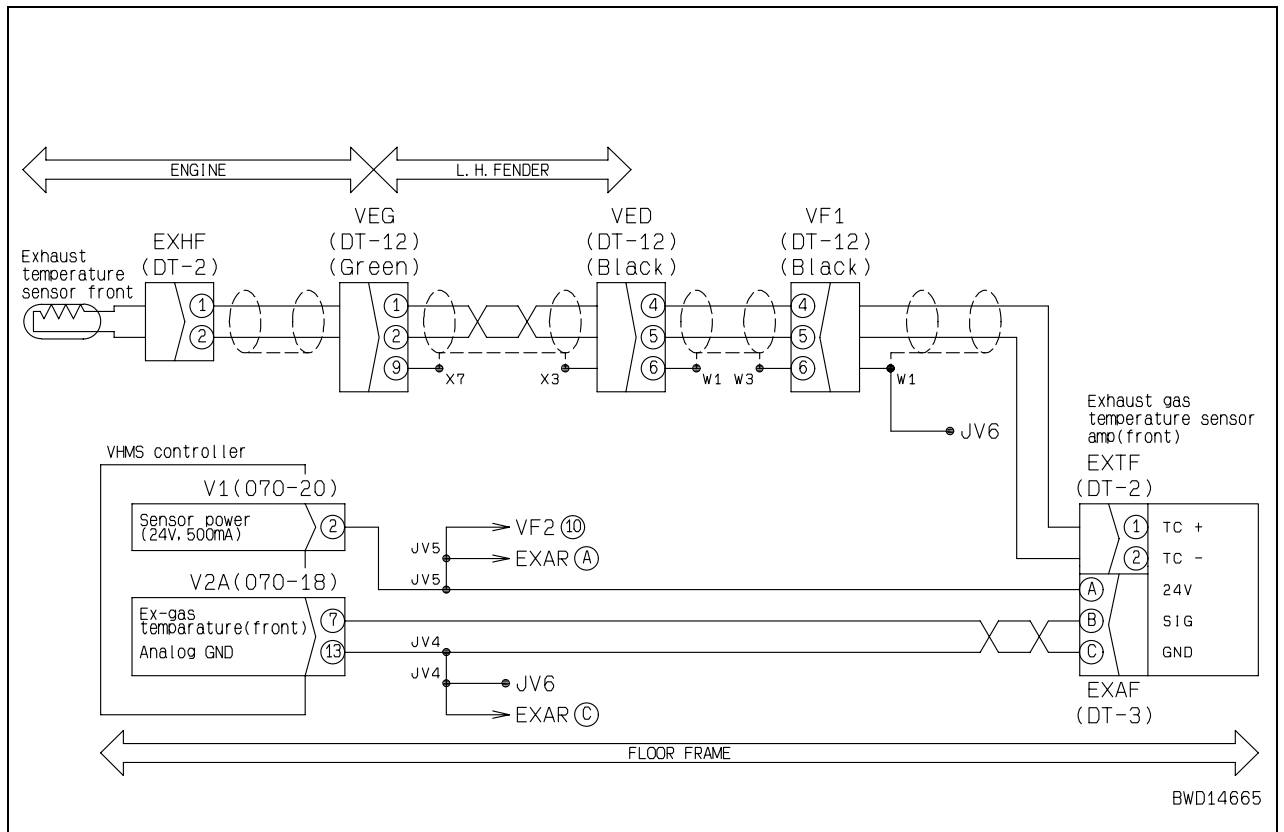 ENGINE
L.H.FENDER
VEG
(DT-12)
(Green)
VED
(DT-12)
(Black)
VF1
(DT-12)
(Black)
EXHF
(DT-2)
Exhaust
temperature
sensor front
1
2
1
2
9
X7
X3
4
5
6
W1
W3
4
5
6
W1
JV6
Exhaust gas
temperature sensor
amp(front)
EXTF
(DT-2)
1 TC +
2 TC -
A 24V
B SIG
C GND
EXAF
(DT-3)
VHMS controller
V1(070-20)
Sensor power
(24V,500mA)
2
V2A(070-18)
Ex-gas
temparature(front)
7
Analog GND
13
JV5
JV5
VF2 10
EXAR A
JV4
JV4
JV6
EXAR C
FLOOR FRAME
BWD14665